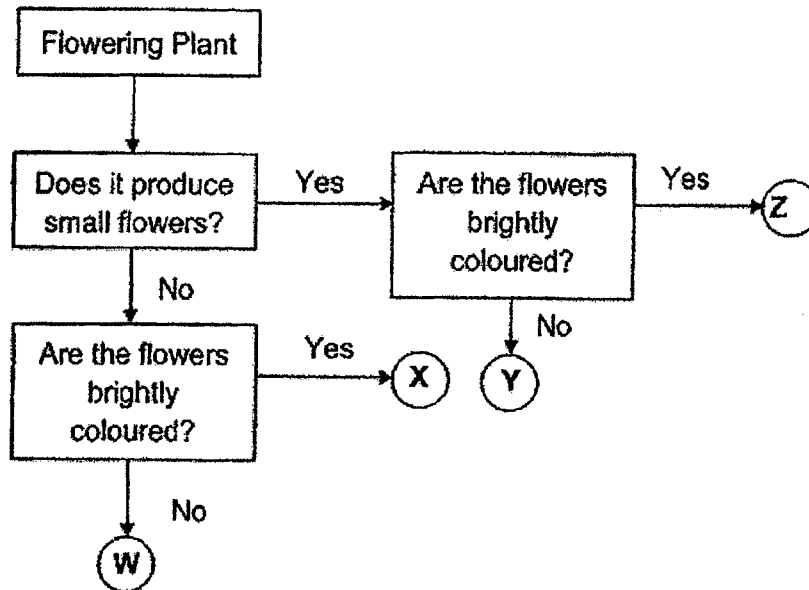 Flowering Plant
Does it produce
small flowers?
Yes
Are the flowers
brightly
coloured?
Yes
Z
No
Are the flowers
brightly
coloured?
Yes
X
No
Y
No
W